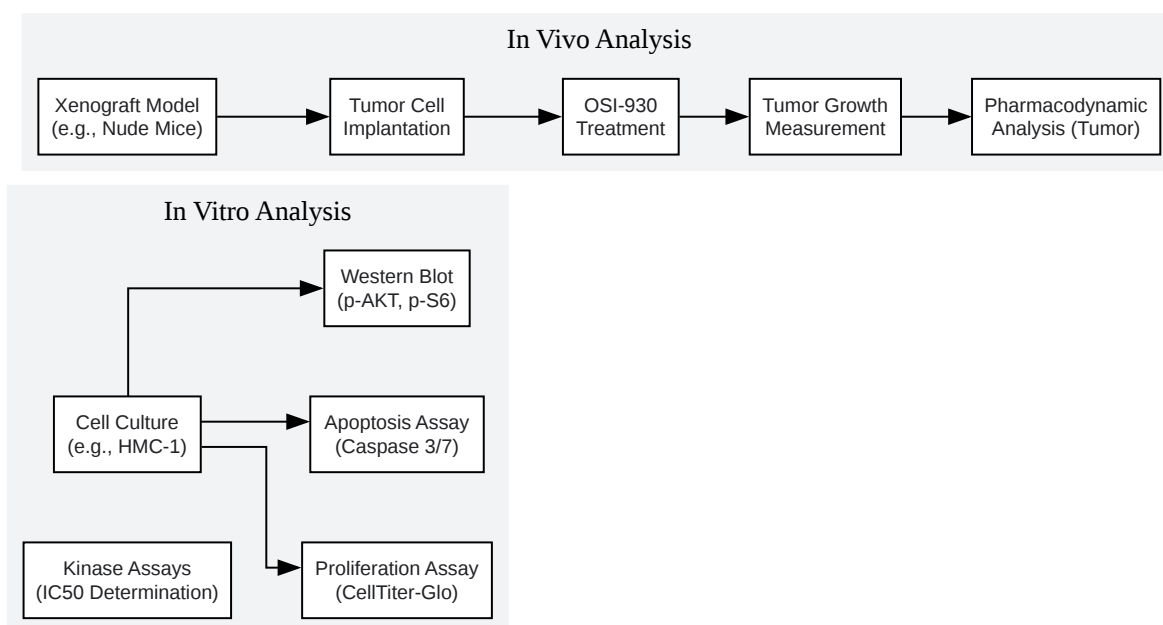 In Vivo Analysis
Xenograft Model
(e.g., Nude Mice)
Tumor Cell
Implantation
OSI-930
Treatment
Tumor Growth
Measurement
Pharmacodynamic
Analysis (Tumor)
In Vitro Analysis
Western Blot
(p-AKT, p-S6)
Cell Culture
(e.g., HMC-1)
Apoptosis Assay
(Caspase 3/7)
Kinase Assays
(IC50 Determination)
Proliferation Assay
(CellTiter-Glo)